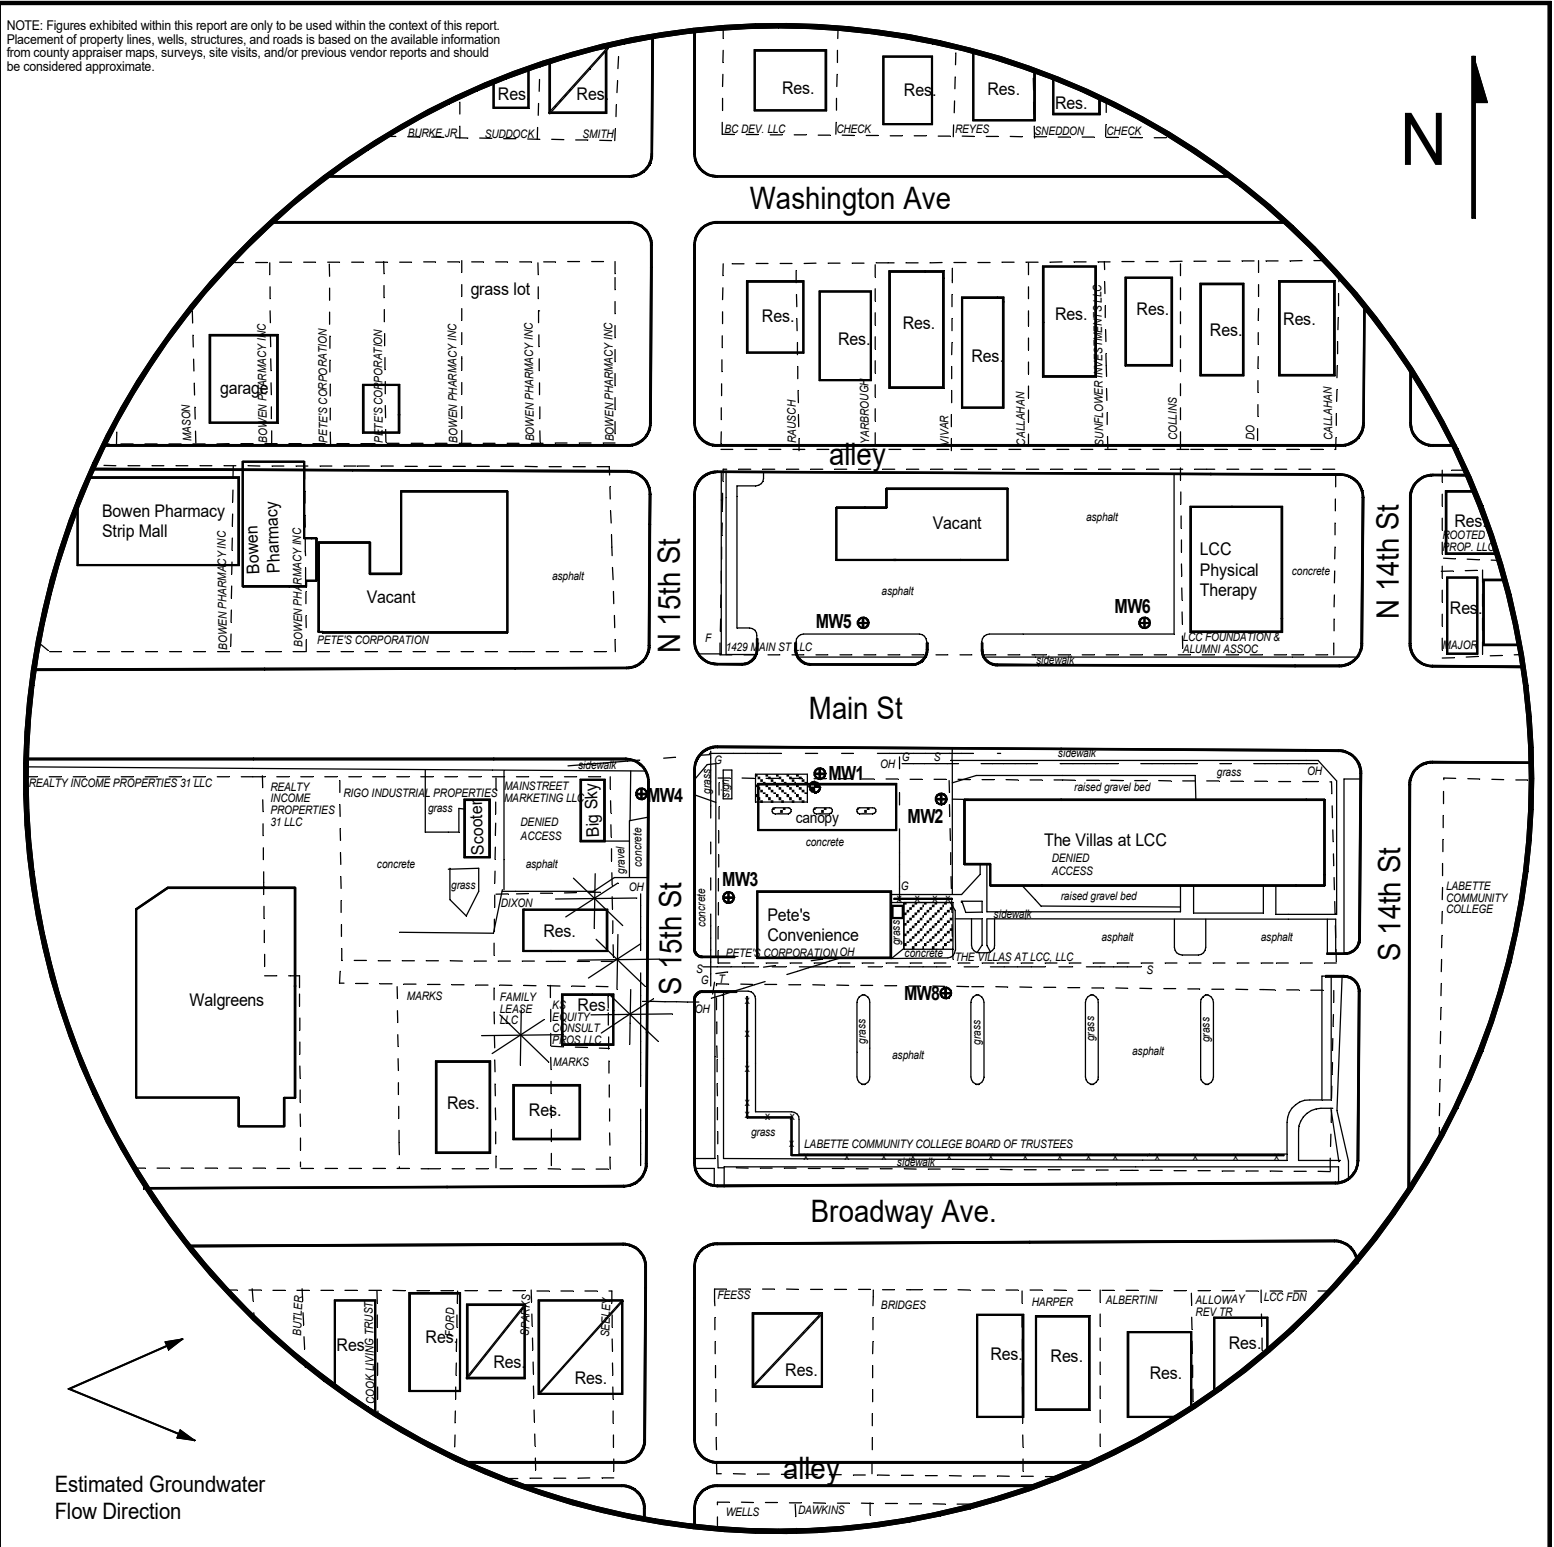 NOTE: Figures exhibited within this report are only to be used within the context of this report.
Placement of property lines, wells, structures, and roads is based on the available information
from county appraiser maps, surveys, site visits, and/or previous vendor reports and should
be considered approximate.
N
Res.
Res.
Res.
Res.
Res.
Res.
BURKE JR
SUDDOCK
SMITH
BC DEV. LLC
CHECK
REYES
SNEDDON
CHECK
Washington Ave
grass lot
garage
MASON
BOWEN PHARMACY INC
PETE'S CORPORATION
PETE'S CORPORATION
BOWEN PHARMACY INC
BOWEN PHARMACY INC
BOWEN PHARMACY INC
Res.
Res.
Res.
Res.
Res.
Res.
Res.
Res.
RAUSCH
YARBROUGH
VIVAR
CALLAHAN
SUNFLOWER INVESTMENTS LLC
COLLINS
DO
CALLAHAN
alley
Bowen Pharmacy
Strip Mall
Bowen
Pharmacy
BOWEN PHARMACY INC
BOWEN PHARMACY INC
Vacant
asphalt
PETE'S CORPORATION
N 15th St
Vacant
asphalt
asphalt
MW5
MW6
F
1429 MAIN ST LLC
sidewalk
LCC
Physical
Therapy
concrete
LCC FOUNDATION &
ALUMNI ASSOC
N 14th St
Res.
ROOTED
PROP. LLC
Res.
MAJOR
Main St
REALTY INCOME PROPERTIES 31 LLC
REALTY
INCOME
PROPERTIES
31 LLC
RIGO INDUSTRIAL PROPERTIES
MAINSTREET
MARKETING LLC
sidewalk
grass
Scooter
DENIED
ACCESS
Big Sky
MW4
concrete
asphalt
gravel
concrete
grass
OH
DIXON
Res.
S 15th St
Walgreens
MARKS
FAMILY
LEASE
LLC
Res.
KS
EQUITY
CONSULT
PROS LLC
MARKS
Res.
Res.
G
grass
sign
MW1
OH
G
S
sidewalk
grass
OH
raised gravel bed
canopy
MW2
concrete
The Villas at LCC
DENIED
ACCESS
raised gravel bed
G
MW3
concrete
Pete's
Convenience
grass
concrete
sidewalk
asphalt
asphalt
PETE'S CORPORATION
OH
THE VILLAS AT LCC, LLC
S
S
G
T
OH
MW8
grass
grass
grass
grass
asphalt
asphalt
grass
LABETTE COMMUNITY COLLEGE BOARD OF TRUSTEES
sidewalk
S 14th St
LABETTE
COMMUNITY
COLLEGE
Broadway Ave.
BUTLER
Res.
COOK LIVING TRUST
Res.
FORD
Res.
SPARKS
Res.
SEELEY
FEESS
Res.
BRIDGES
Res.
HARPER
Res.
ALBERTINI
Res.
ALLOWAY
REV TR
Res.
LCC FDN
alley
WELLS
DAWKINS
Estimated Groundwater
Flow Direction